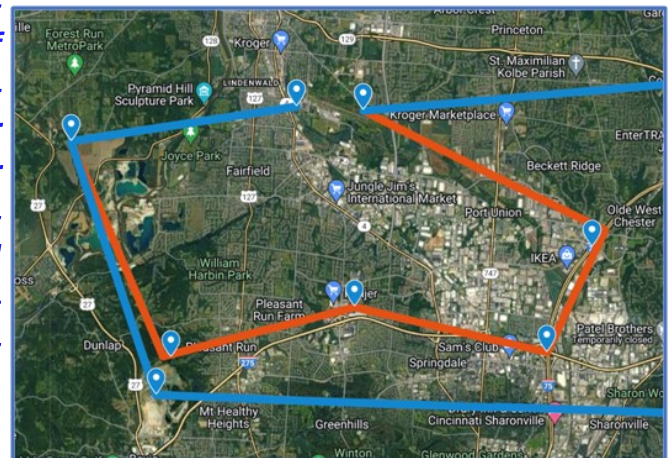 Forest Run
MetroPark
128
Kroger
129
Princeton
St. Maximilian
Kolbe Parish
Pyramid Hill
Sculpture Park
LINDENWALD
127
Kroger Marketplace
EnterTRA
Joyce Park
Fairfield
Beckett Ridge
127
Jungle Jim's
International Market
Port Union
Olde West
Chester
27
4
IKEA
William
Harbin Park
747
27
Pleasant
Run Farm
Dunlap
Pleasant Run
275
Sam's Club
Springdale
Patel Brothers
Temporarily closed
27
75
Mt Healthy
Heights
Greenhills
Cincinnati Sharonville
Sharonville
Sharon Wo
Winton
Glenwood Gardens